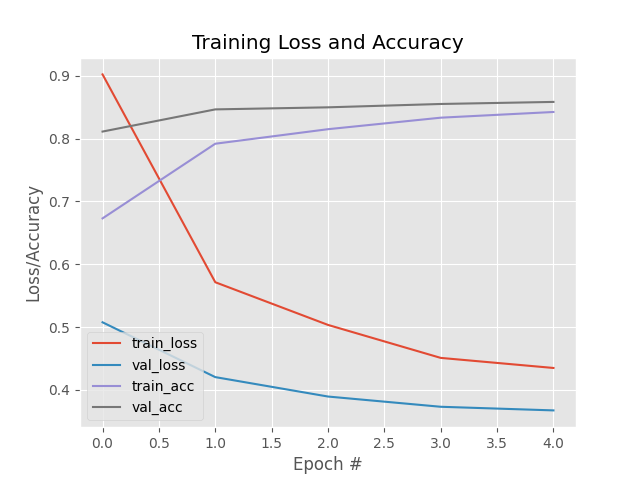 Training Loss and Accuracy
Loss/Accuracy
0.9
0.8
0.7
0.6
0.5
0.4
train_loss
val_loss
train_acc
val_acc
0.0 0.5 1.0 1.5 2.0 2.5 3.0 3.5 4.0
Epoch #